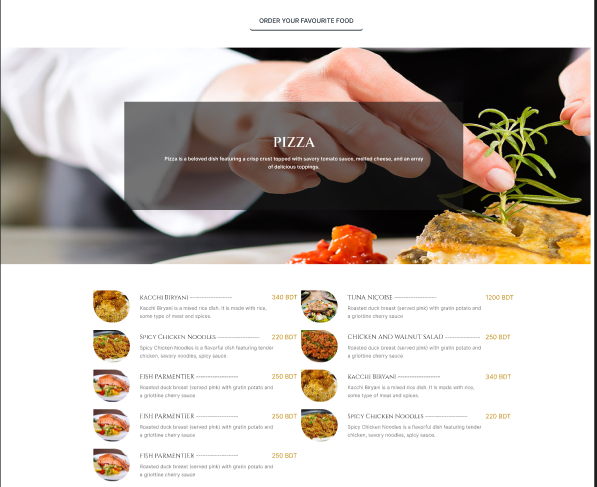 ORDER YOUR FAVOURITE FOOD
PIZZA
Pizza is a beloved dish featuring a crisp crust topped with savory tomato sauce, melted cheese, and an array
of delicious toppings.
KACCHI BIRYANI ------------------ 340 BDT
Kacchi Biryani is a mixed rice dish. It is made with rice,
some type of meat and spices.
SPICY CHICKEN NOODLES ------------------ 220 BDT
Spicy Chicken Noodles is a flavorful dish featuring tender
chicken, savory noodles, spicy sauce.
FISH PARMENTIER ------------------ 250 BDT
Roasted duck breast (served pink) with gratin potato and
a griottine cherry sauce
FISH PARMENTIER ------------------ 250 BDT
Roasted duck breast (served pink) with gratin potato and
a griottine cherry sauce
FISH PARMENTIER ------------------ 250 BDT
Roasted duck breast (served pink) with gratin potato and
a griottine cherry sauce
TUNA NIÇOISE ------------------ 1200 BDT
Roasted duck breast (served pink) with gratin potato and
a griottine cherry sauce
CHICKEN AND WALNUT SALAD ------------------ 250 BDT
Roasted duck breast (served pink) with gratin potato and
a griottine cherry sauce
KACCHI BIRYANI ------------------ 340 BDT
Kacchi Biryani is a mixed rice dish. It is made with rice,
some type of meat and spices.
SPICY CHICKEN NOODLES ------------------ 220 BDT
Spicy Chicken Noodles is a flavorful dish featuring tender
chicken, savory noodles, spicy sauce.